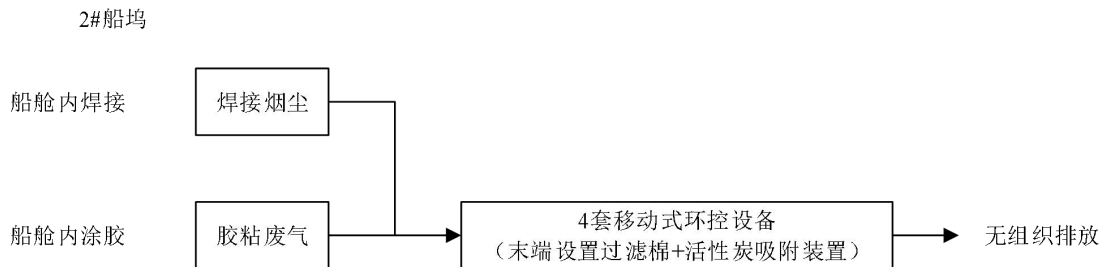 2#船坞
船舱内焊接
焊接烟尘
船舱内涂胶
胶粘废气
4套移动式环控设备
（末端设置过滤棉+活性炭吸附装置）
无组织排放